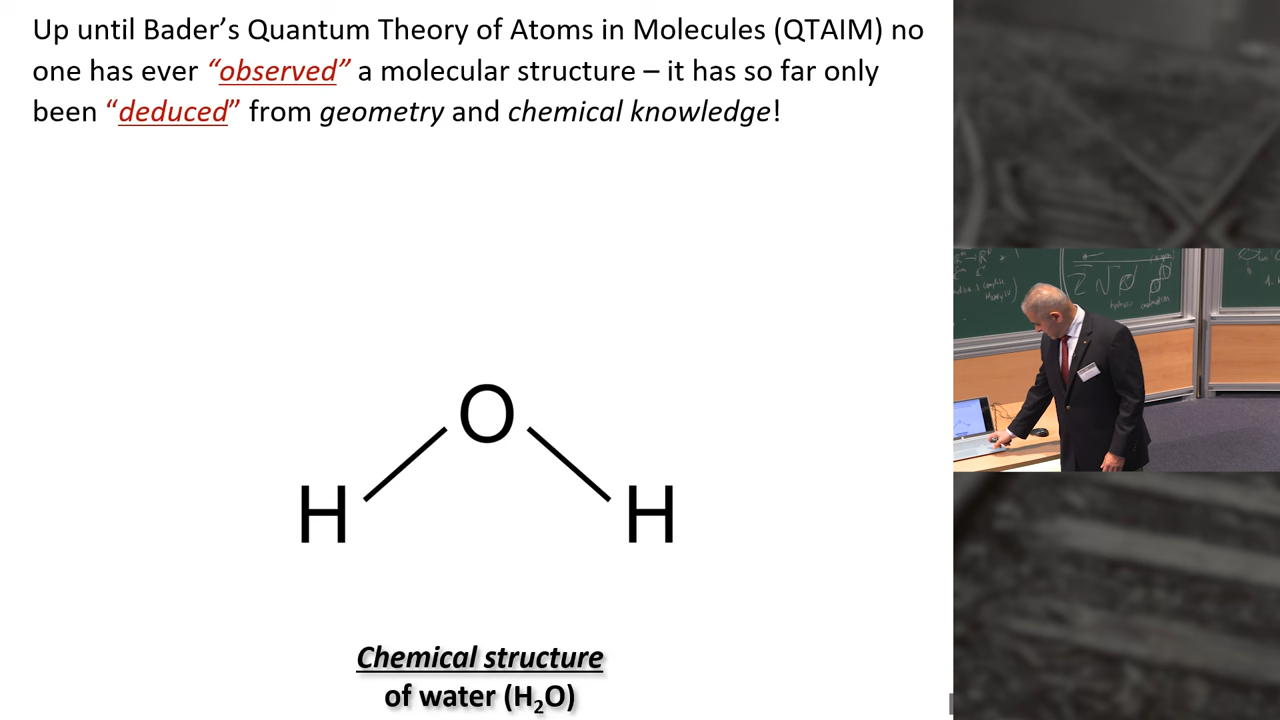 Up until Bader’s Quantum Theory of Atoms in Molecules (QTAIM) no
one has ever “observed” a molecular structure – it has so far only
been “deduced” from geometry and chemical knowledge!
O
H H
Chemical structure
of water (H₂O)